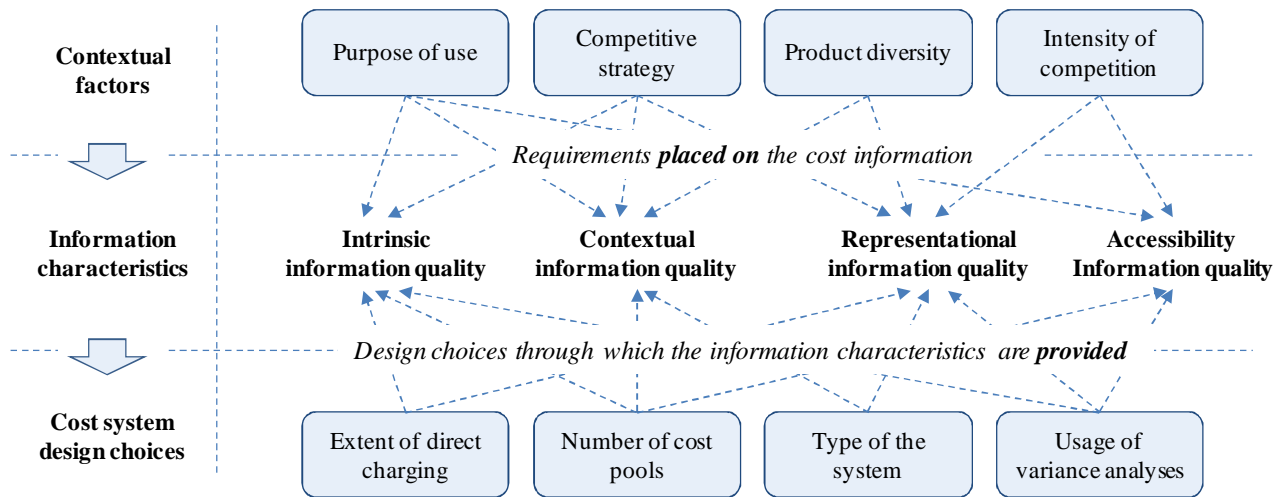 Contextual
factors
Purpose of use
Competitive
strategy
Product diversity
Intensity of
competition
Requirements placed on the cost information
Information
characteristics
Intrinsic
information quality
Contextual
information quality
Representational
information quality
Accessibility
Information quality
Design choices through which the information characteristics are provided
Cost system
design choices
Extent of direct
charging
Number of cost
pools
Type of the
system
Usage of
variance analyses